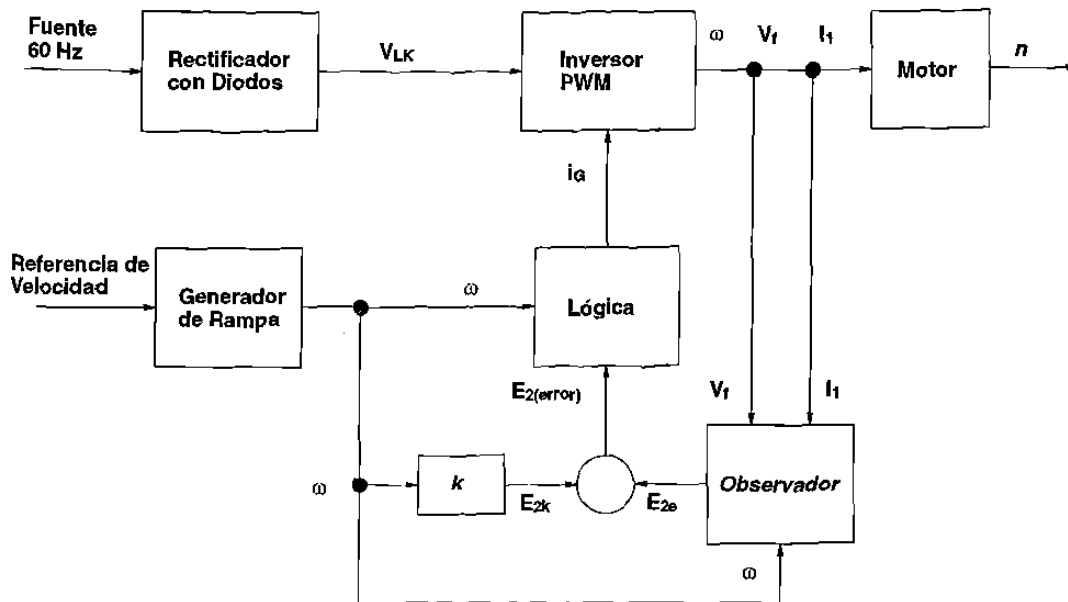 Fuente
60 Hz
Rectificador
con Diodos
V_LK
Inversor
PWM
ω
V_f
I_1
Motor
n
i_G
Referencia de
Velocidad
Generador
de Rampa
ω
Lógica
E_2(error)
V_f
I_1
ω
k
E_2k
E_2e
Observador
ω